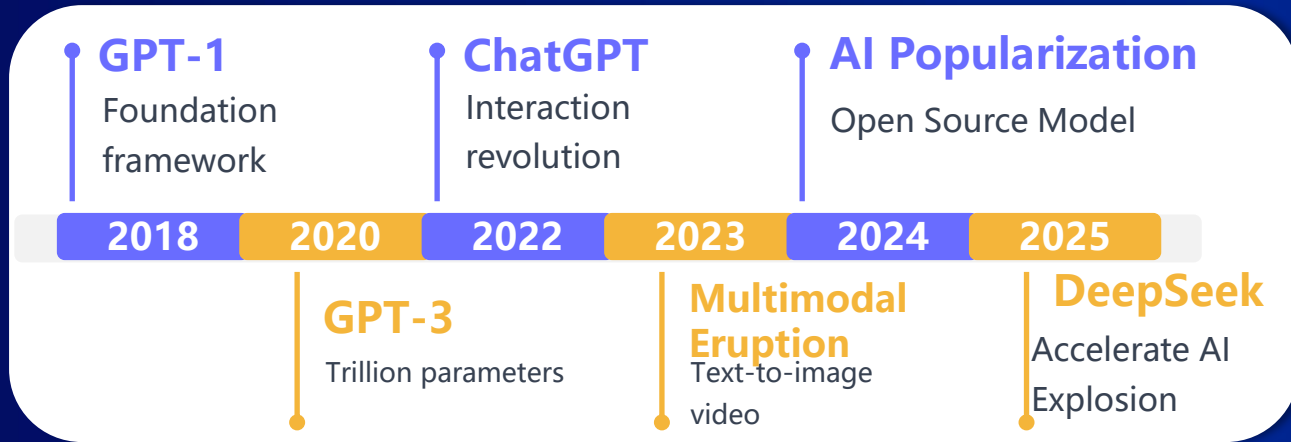 GPT-1
Foundation
framework
ChatGPT
Interaction
revolution
AI Popularization
Open Source Model
2018 2020 2022 2023 2024 2025
GPT-3
Trillion parameters
Multimodal
Eruption
Text-to-image
video
DeepSeek
Accelerate AI
Explosion